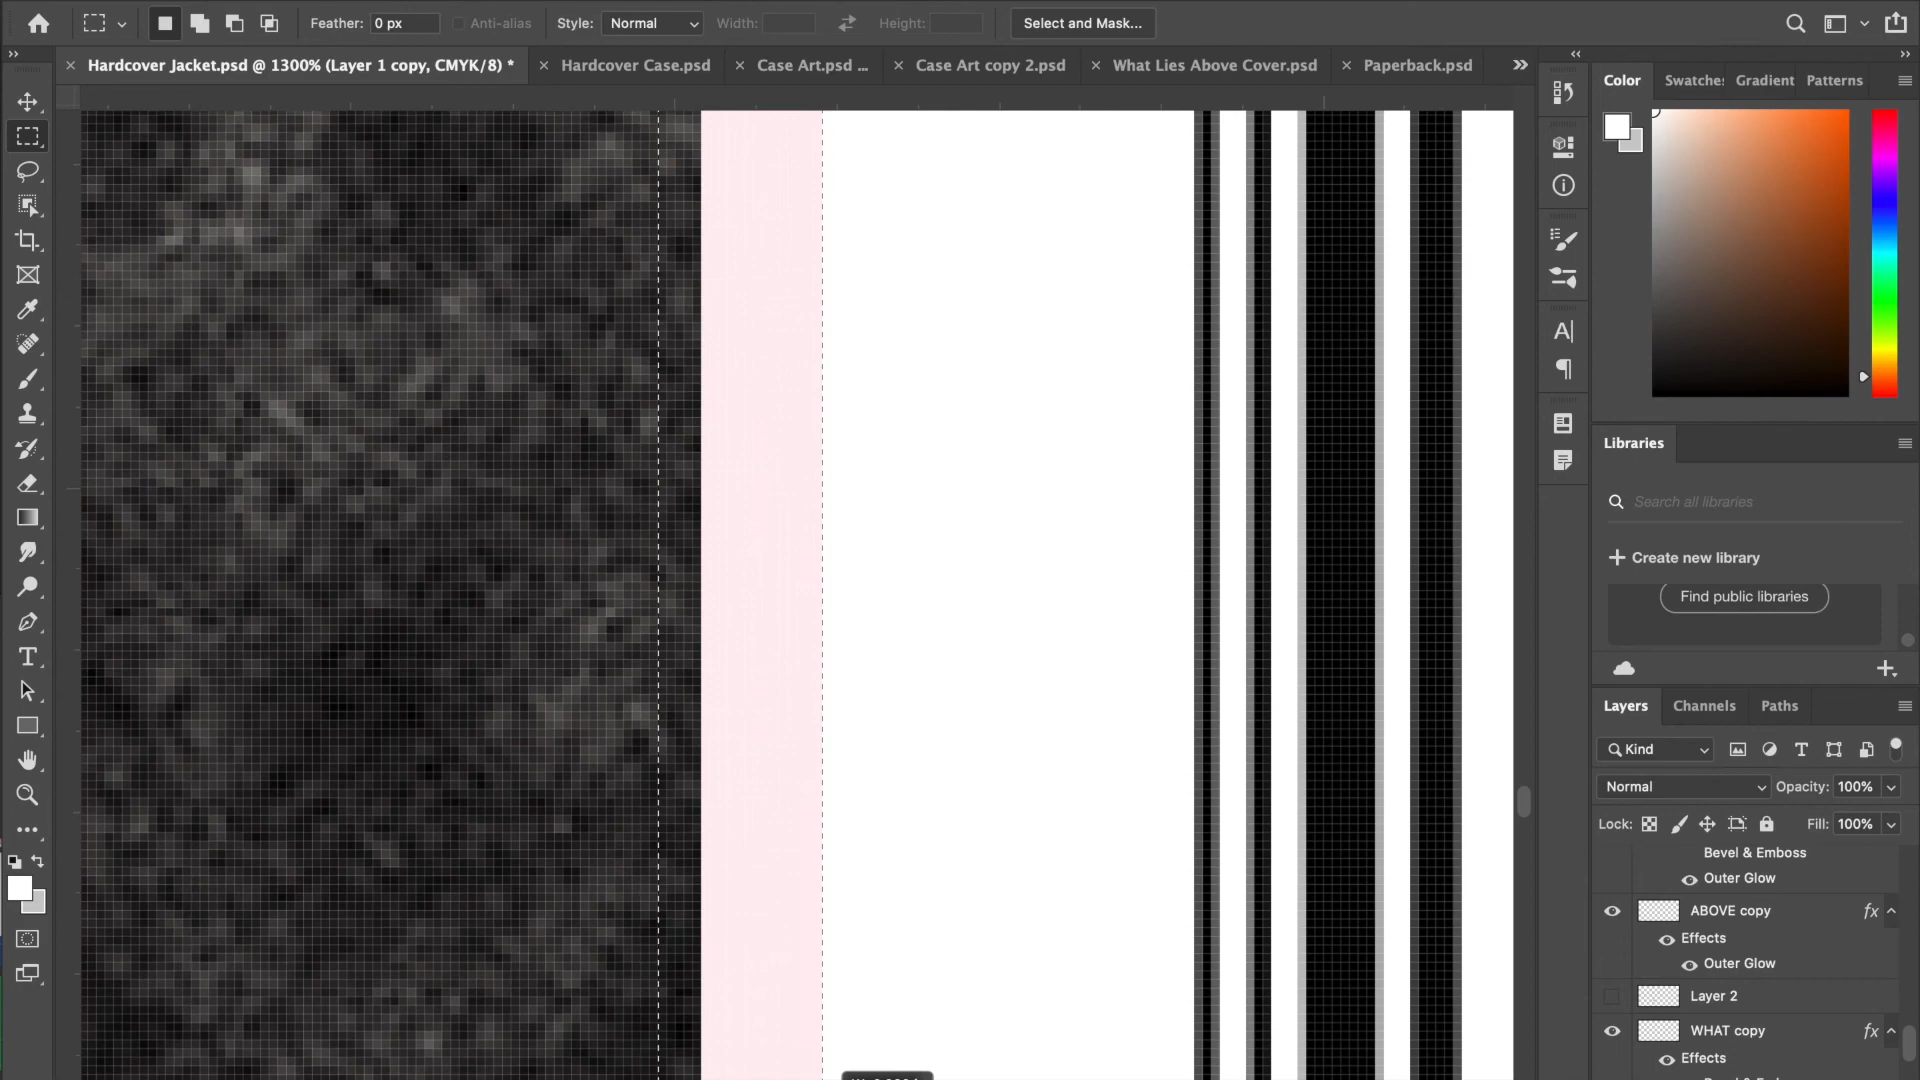 Feather: 0 px Anti-alias Style: Normal Width: Height: Select and Mask...
Hardcover Jacket.psd @ 1300% (Layer 1 copy, CMYK/8) * Hardcover Case.psd Case Art.psd ... Case Art copy 2.psd What Lies Above Cover.psd Paperback.psd
Color Swatches Gradient Patterns
Libraries
Search all libraries
Create new library
Find public libraries
Layers Channels Paths
Kind
Normal Opacity: 100%
Lock: Fill: 100%
Bevel & Emboss
Outer Glow
ABOVE copy fx
Effects
Outer Glow
Layer 2
WHAT copy fx
Effects